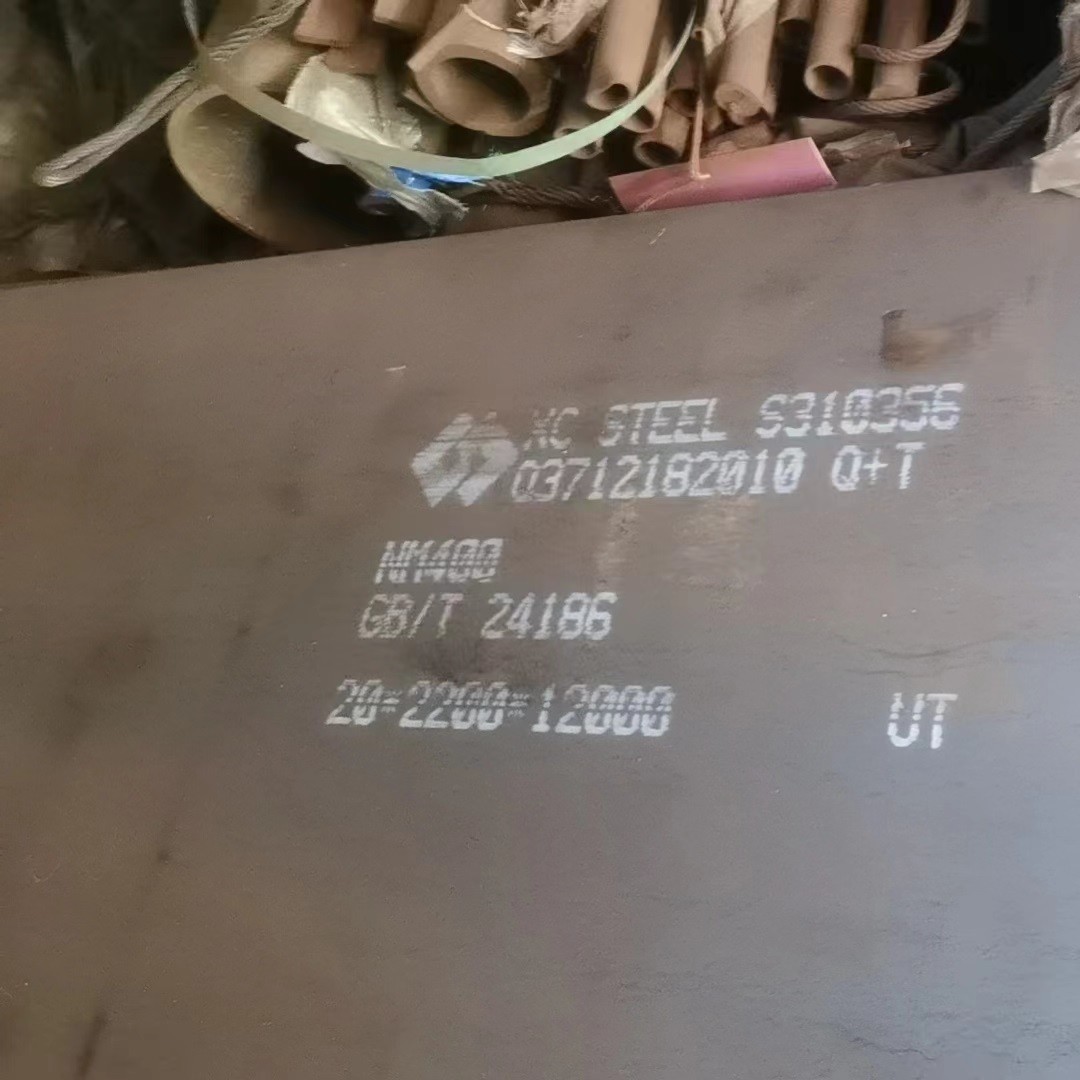 XC STEEL S310356
03712182010 Q+T
NM400
GB/T 24186
20*2200*12000 UT